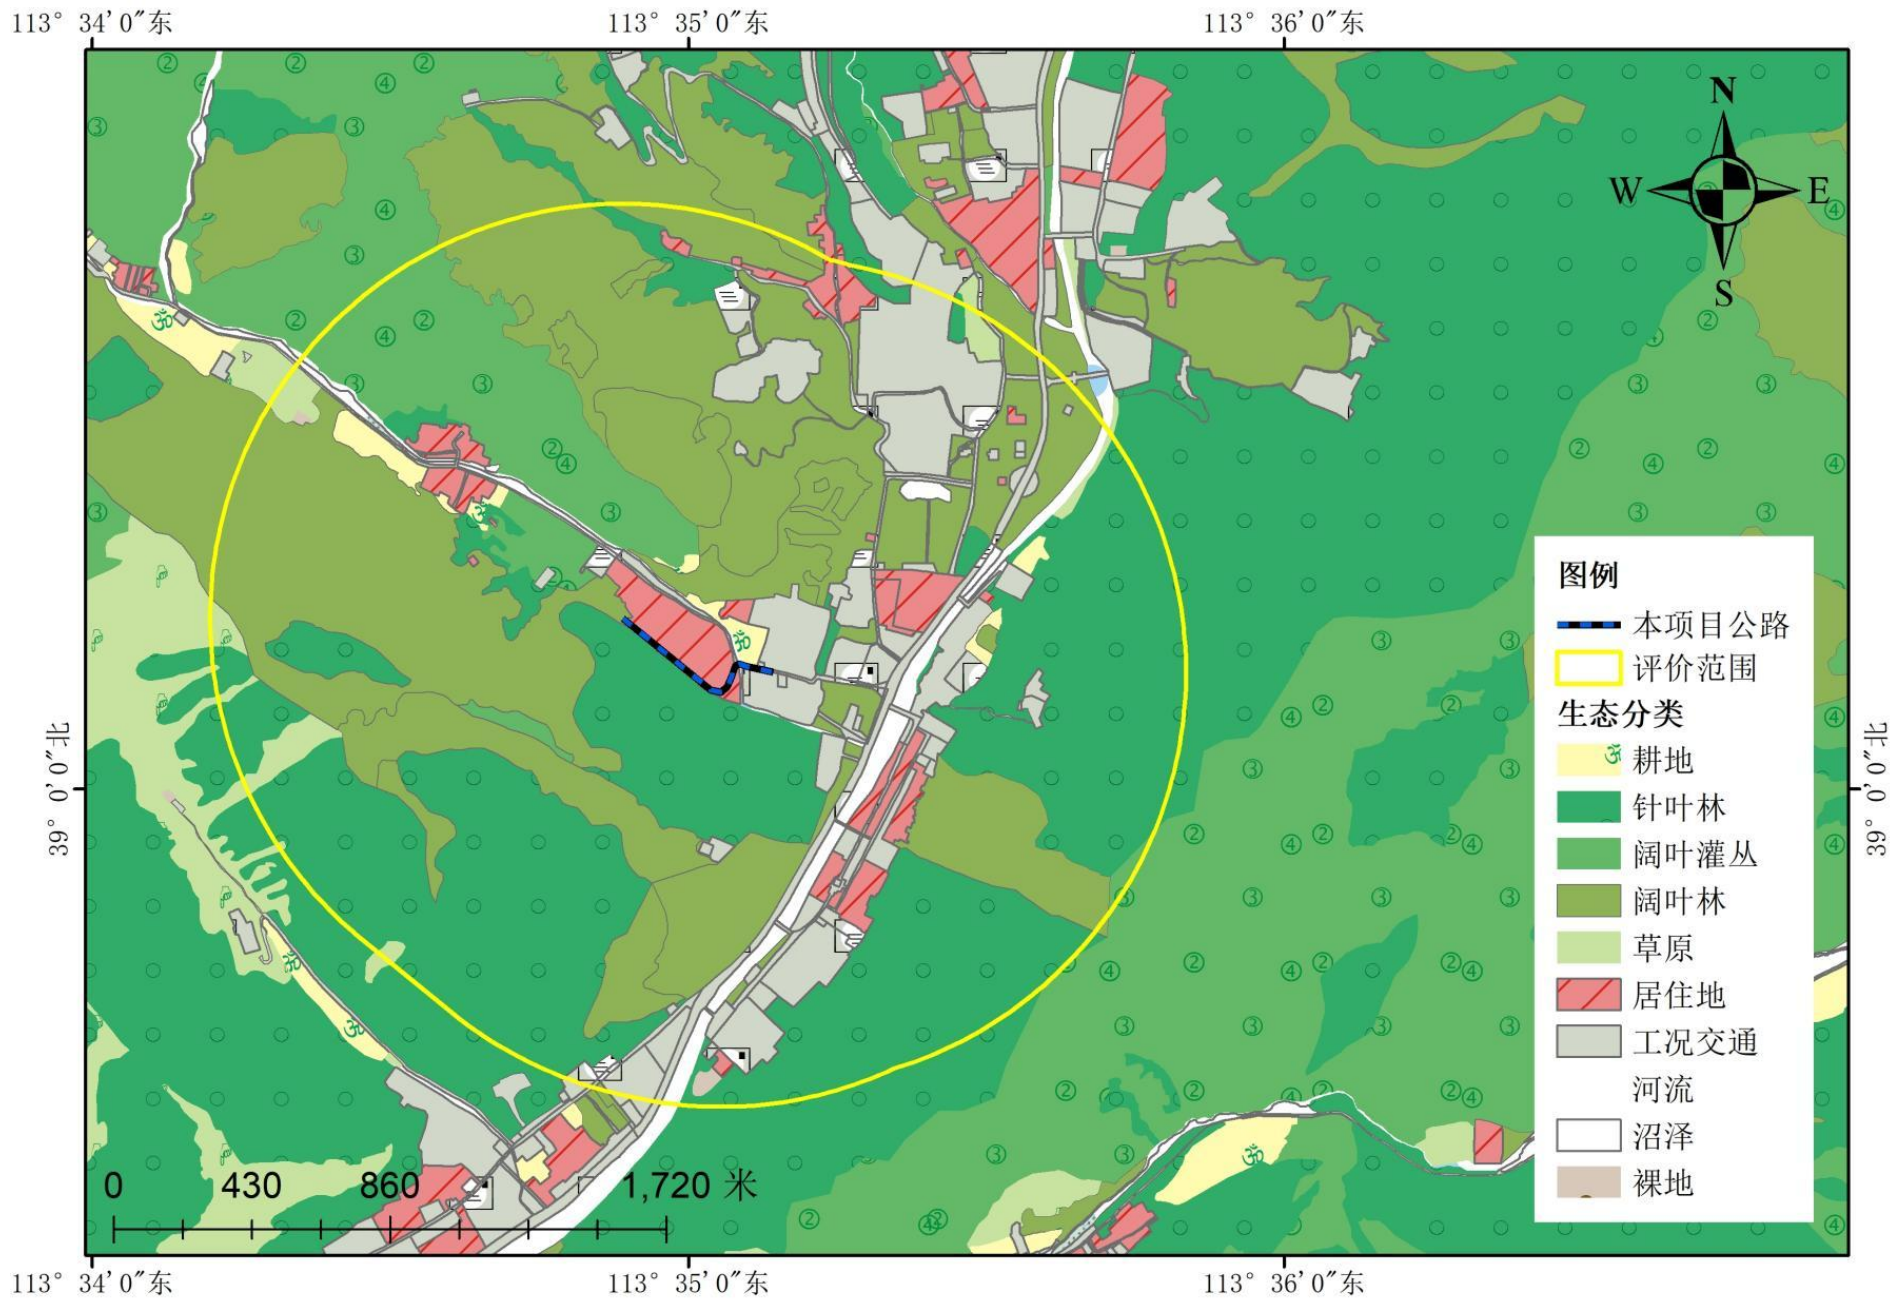 113° 34′0″东
113° 35′0″东
113° 36′0″东
N
W
E
S
39° 0′0″北
39° 0′0″北
图例
本项目公路
评价范围
生态分类
耕地
针叶林
阔叶灌丛
阔叶林
草原
居住地
工况交通
河流
沼泽
裸地
0 430 860 1,720 米
113° 34′0″东
113° 35′0″东
113° 36′0″东